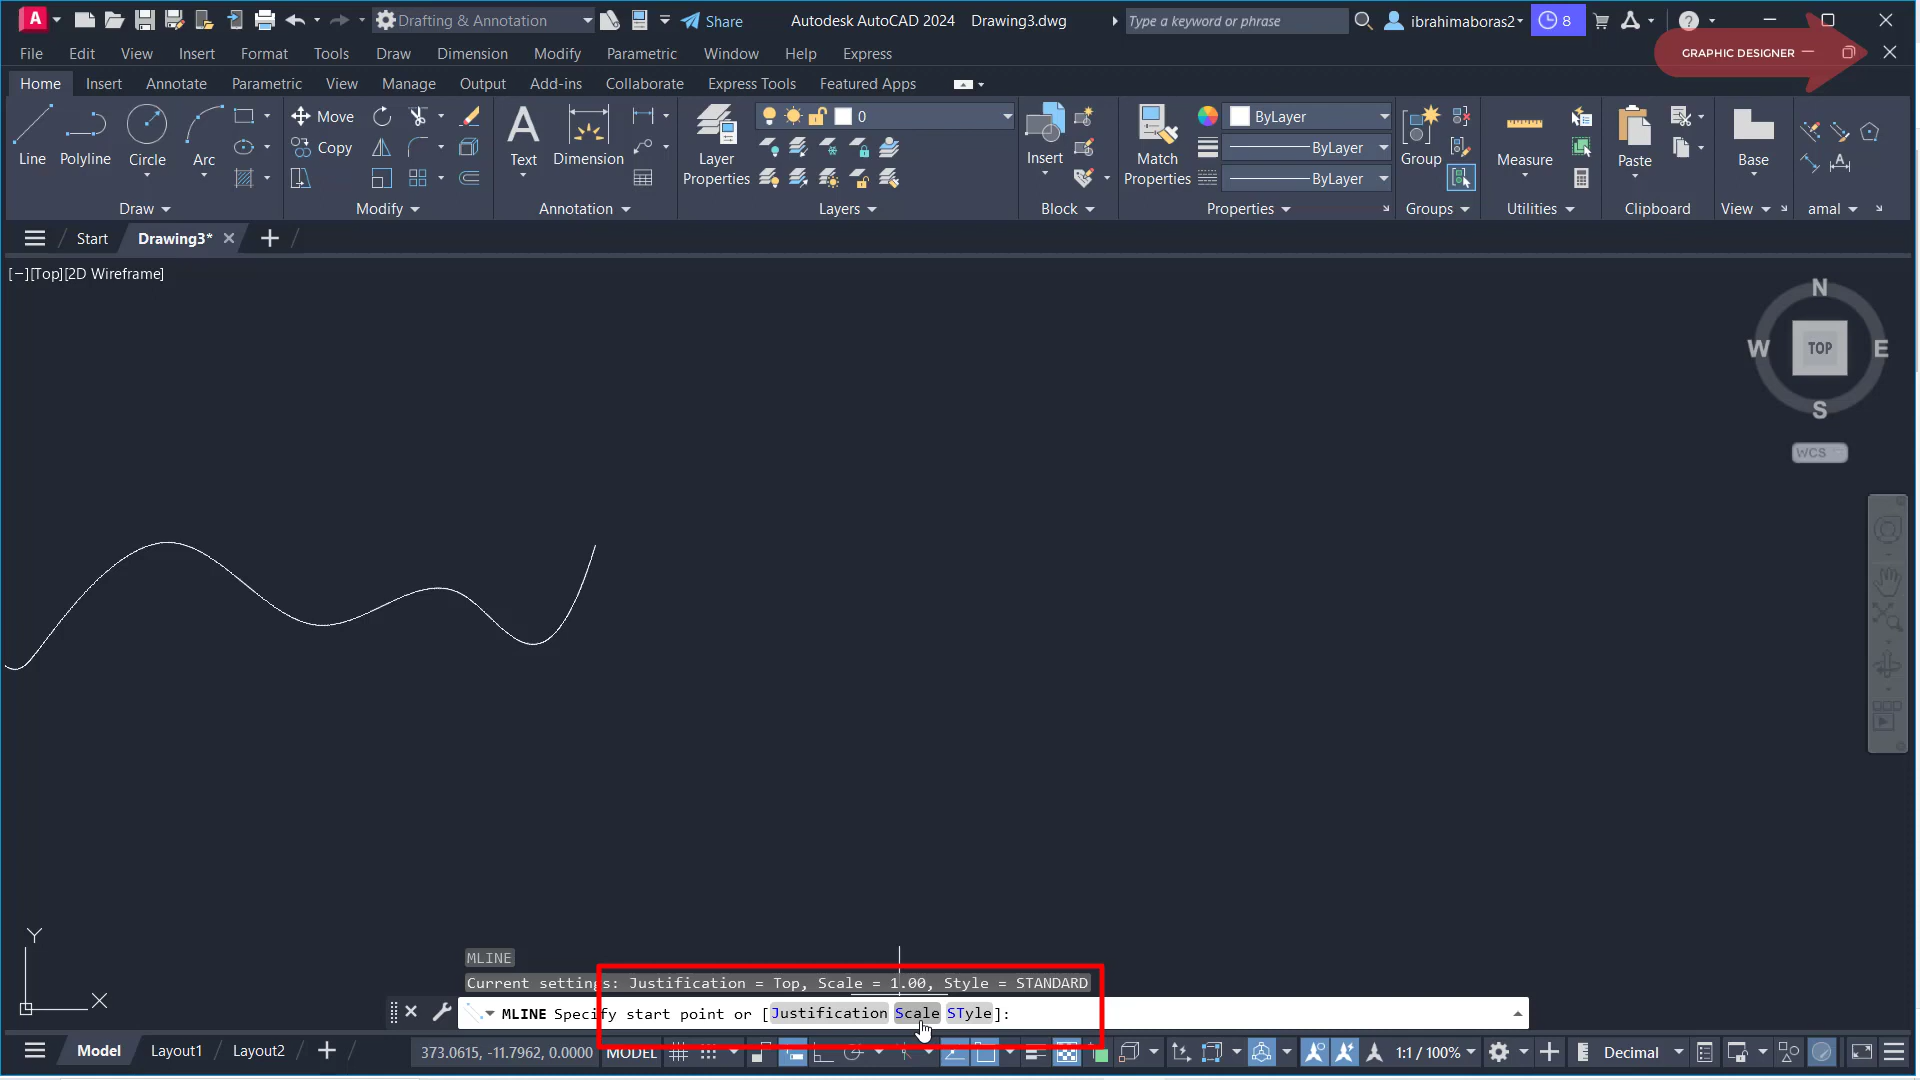 A
Drafting & Annotation
Share
Autodesk AutoCAD 2024 Drawing3.dwg
Type a keyword or phrase
ibrahimaboras2
8
?
File Edit View Insert Format Tools Draw Dimension Modify Parametric Window Help Express
GRAPHIC DESIGNER
Home Insert Annotate Parametric View Manage Output Add-ins Collaborate Express Tools Featured Apps
0
ByLayer
Line Polyline Circle Arc
Move
Copy
Text Dimension
Layer
Properties
Insert
Match
Properties
ByLayer
ByLayer
Group
Measure
Paste
Base
Draw Modify Annotation Layers Block Properties Groups Utilities Clipboard View amal
Start Drawing3*
[−][Top][2D Wireframe]
N
W TOP E
S
WCS
Y
X
MLINE
Current settings: Justification = Top, Scale = 1.00, Style = STANDARD
MLINE Specify start point or [Justification Scale STyle]:
Model Layout1 Layout2
373.0615, -11.7962, 0.0000 MODEL
1:1 / 100%
Decimal